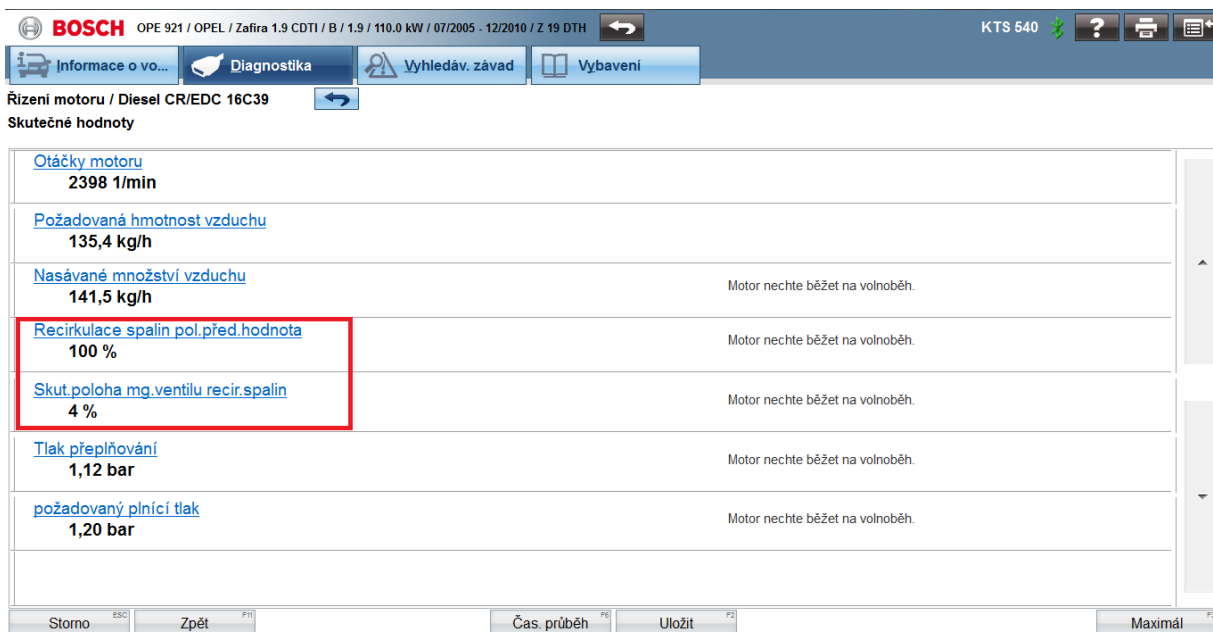 BOSCH OPE 921 / OPEL / Zafira 1.9 CDTI / B / 1.9 / 110.0 kW / 07/2005 - 12/2010 / Z 19 DTH KTS 540 ?
Informace o vo... Diagnostika Vyhledáv. závad Vybavení
Řízení motoru / Diesel CR/EDC 16C39
Skutečné hodnoty
Otáčky motoru
2398 1/min
Požadovaná hmotnost vzduchu
135,4 kg/h
Nasávané množství vzduchu
141,5 kg/h Motor nechte běžet na volnoběh.
Recirkulace spalin pol.před.hodnota
100 % Motor nechte běžet na volnoběh.
Skut.poloha mg.ventilu recir.spalin
4 % Motor nechte běžet na volnoběh.
Tlak přeplňování
1,12 bar Motor nechte běžet na volnoběh.
požadovaný plnící tlak
1,20 bar Motor nechte běžet na volnoběh.
Storno ESC Zpět F11 Čas. průběh F6 Uložit F2 Maximál